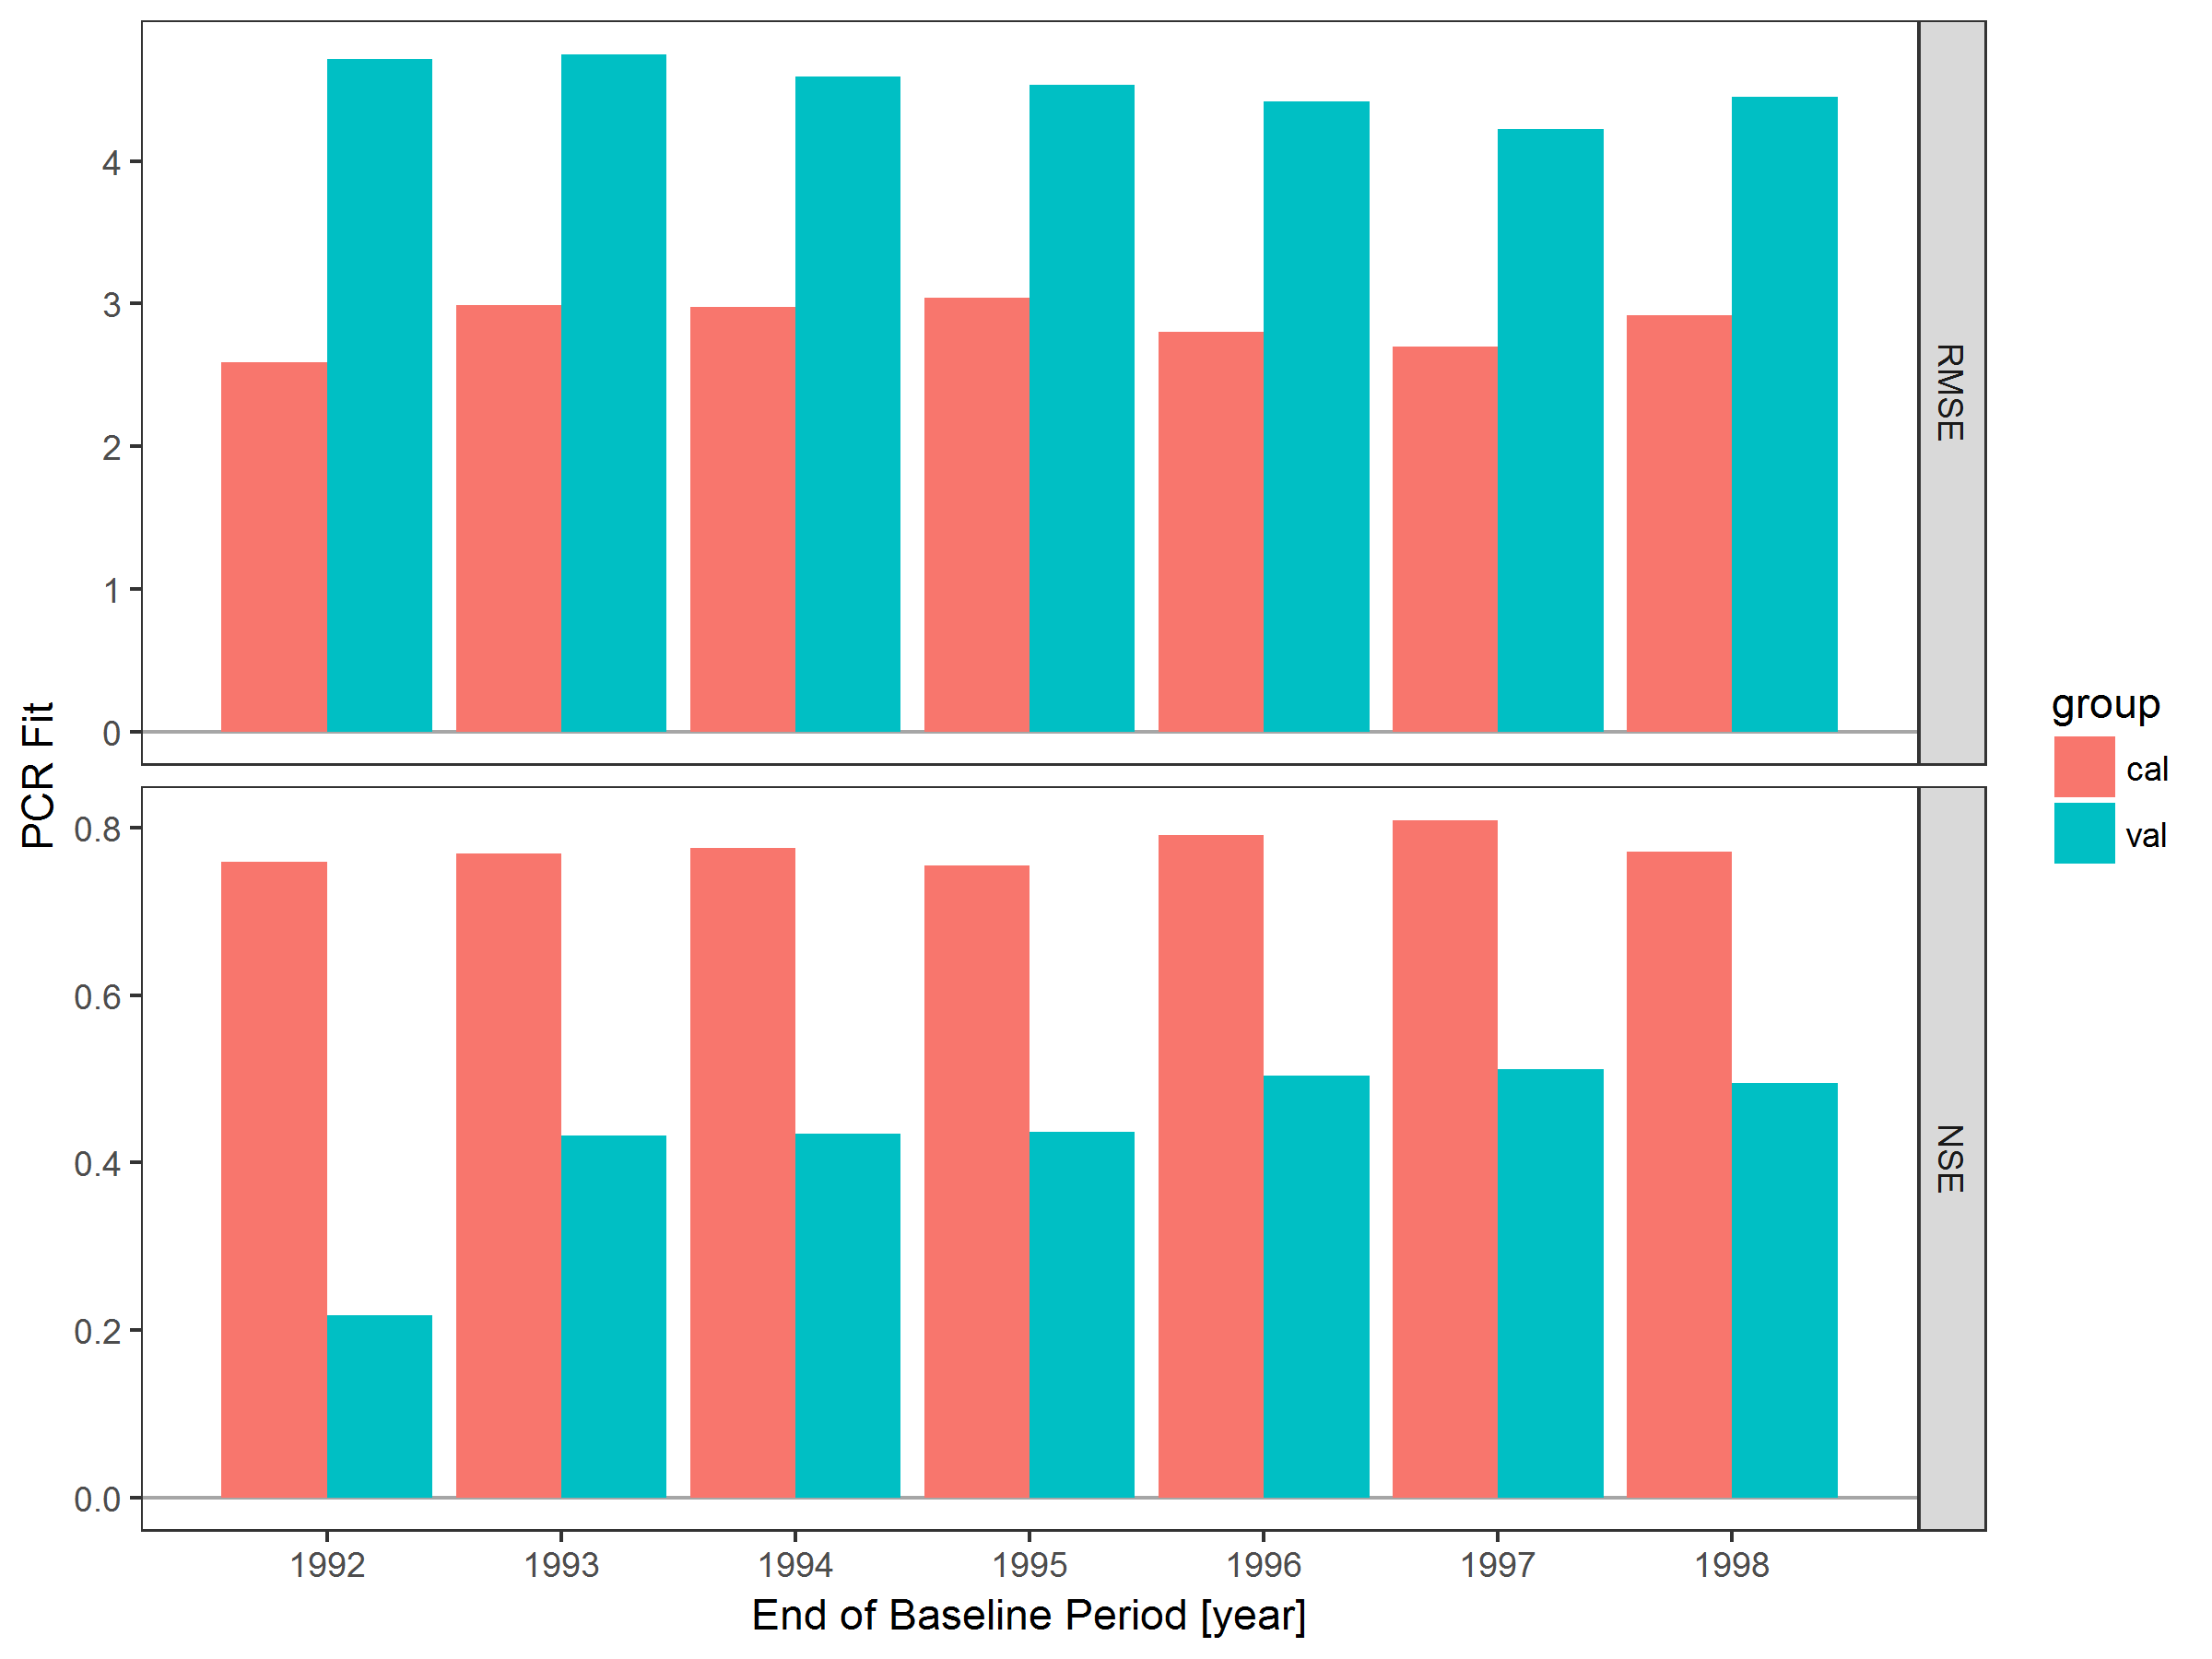 4
3
2
1
0
RMSE
PCR Fit
0.8
0.6
0.4
0.2
0.0
NSE
1992 1993 1994 1995 1996 1997 1998
End of Baseline Period [year]
group
cal
val